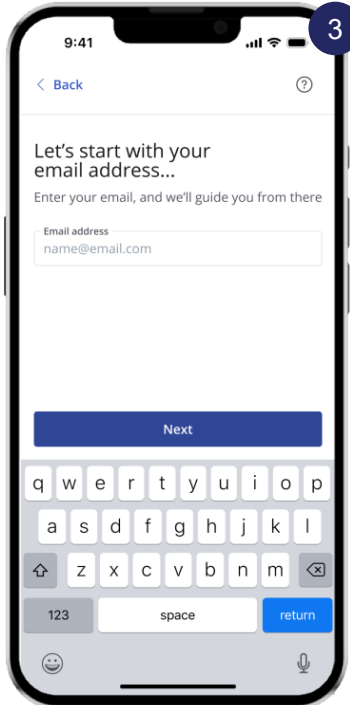 3
9:41
Back
?
Let's start with your
email address...
Enter your email, and we'll guide you from there
Email address
name@email.com
Next
q w e r t y u i o p
a s d f g h j k l
z x c v b n m
123 space return